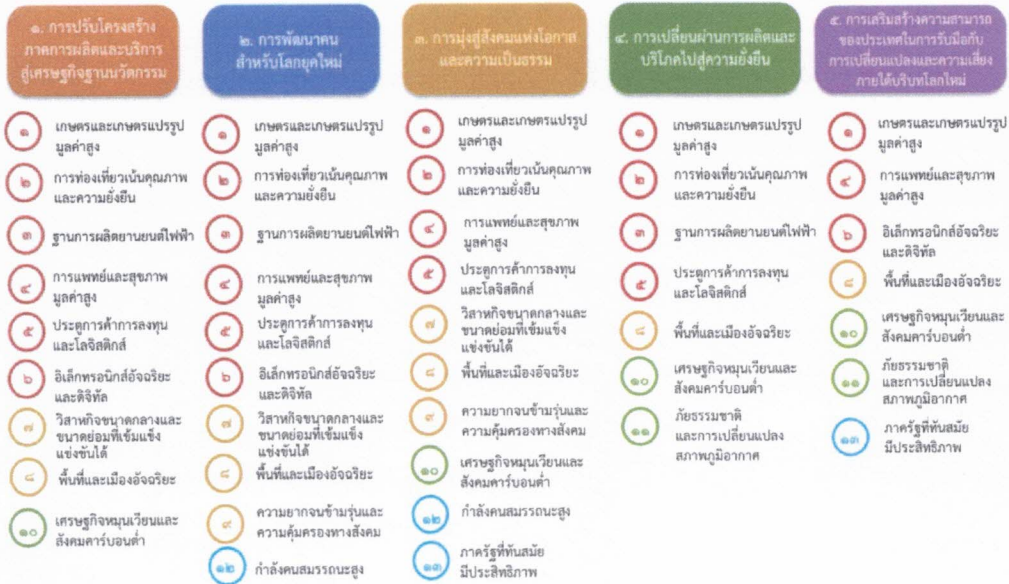 ๑. การปรับโครงสร้าง
ภาคการผลิตและบริการ
สู่เศรษฐกิจฐานนวัตกรรม
๑
เกษตรและเกษตรแปรรูป
มูลค่าสูง
๒
การท่องเที่ยวเน้นคุณภาพ
และความยั่งยืน
๓
ฐานการผลิตยานยนต์ไฟฟ้า
๔
การแพทย์และสุขภาพ
มูลค่าสูง
๕
ประตูการค้าการลงทุน
และโลจิสติกส์
๖
อิเล็กทรอนิกส์อัจฉริยะ
และดิจิทัล
๗
วิสาหกิจขนาดกลางและ
ขนาดย่อมที่เข้มแข็ง
แข่งขันได้
๘
พื้นที่และเมืองอัจฉริยะ
๑๐
เศรษฐกิจหมุนเวียนและ
สังคมคาร์บอนต่ำ
๒. การพัฒนาคน
สำหรับโลกยุคใหม่
๑
เกษตรและเกษตรแปรรูป
มูลค่าสูง
๒
การท่องเที่ยวเน้นคุณภาพ
และความยั่งยืน
๓
ฐานการผลิตยานยนต์ไฟฟ้า
๔
การแพทย์และสุขภาพ
มูลค่าสูง
๕
ประตูการค้าการลงทุน
และโลจิสติกส์
๖
อิเล็กทรอนิกส์อัจฉริยะ
และดิจิทัล
๗
วิสาหกิจขนาดกลางและ
ขนาดย่อมที่เข้มแข็ง
แข่งขันได้
๘
พื้นที่และเมืองอัจฉริยะ
๙
ความยากจนข้ามรุ่นและ
ความคุ้มครองทางสังคม
๑๒
กำลังคนสมรรถนะสูง
๓. การมุ่งสู่สังคมแห่งโอกาส
และความเป็นธรรม
๑
เกษตรและเกษตรแปรรูป
มูลค่าสูง
๒
การท่องเที่ยวเน้นคุณภาพ
และความยั่งยืน
๔
การแพทย์และสุขภาพ
มูลค่าสูง
๕
ประตูการค้าการลงทุน
และโลจิสติกส์
๗
วิสาหกิจขนาดกลางและ
ขนาดย่อมที่เข้มแข็ง
แข่งขันได้
๘
พื้นที่และเมืองอัจฉริยะ
๙
ความยากจนข้ามรุ่นและ
ความคุ้มครองทางสังคม
๑๐
เศรษฐกิจหมุนเวียนและ
สังคมคาร์บอนต่ำ
๑๒
กำลังคนสมรรถนะสูง
๑๓
ภาครัฐที่ทันสมัย
มีประสิทธิภาพ
๔. การเปลี่ยนผ่านการผลิตและ
บริโภคไปสู่ความยั่งยืน
๑
เกษตรและเกษตรแปรรูป
มูลค่าสูง
๒
การท่องเที่ยวเน้นคุณภาพ
และความยั่งยืน
๓
ฐานการผลิตยานยนต์ไฟฟ้า
๕
ประตูการค้าการลงทุน
และโลจิสติกส์
๘
พื้นที่และเมืองอัจฉริยะ
๑๐
เศรษฐกิจหมุนเวียนและ
สังคมคาร์บอนต่ำ
๑๑
ภัยธรรมชาติ
และการเปลี่ยนแปลง
สภาพภูมิอากาศ
๕. การเสริมสร้างความสามารถ
ของประเทศในการรับมือกับ
การเปลี่ยนแปลงและความเสี่ยง
ภายใต้บริบทโลกใหม่
๑
เกษตรและเกษตรแปรรูป
มูลค่าสูง
๔
การแพทย์และสุขภาพ
มูลค่าสูง
๖
อิเล็กทรอนิกส์อัจฉริยะ
และดิจิทัล
๘
พื้นที่และเมืองอัจฉริยะ
๑๐
เศรษฐกิจหมุนเวียนและ
สังคมคาร์บอนต่ำ
๑๑
ภัยธรรมชาติ
และการเปลี่ยนแปลง
สภาพภูมิอากาศ
๑๓
ภาครัฐที่ทันสมัย
มีประสิทธิภาพ